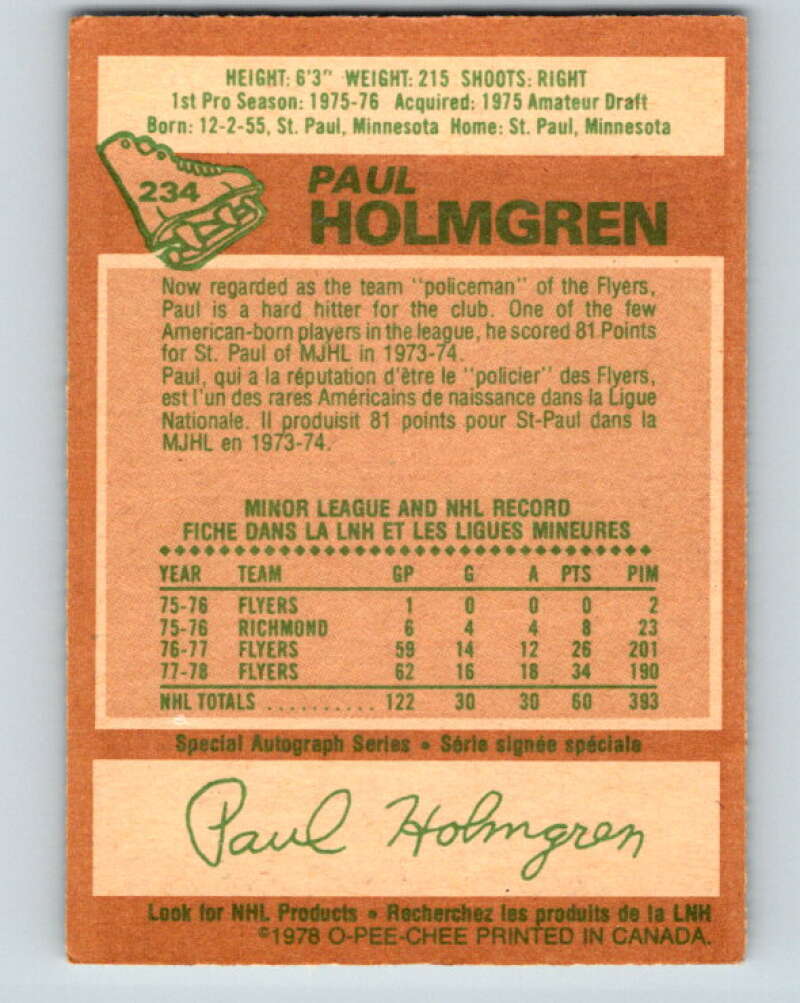 HEIGHT: 6'3" WEIGHT: 215 SHOOTS: RIGHT
1st Pro Season: 1975-76 Acquired: 1975 Amateur Draft
Born: 12-2-55, St. Paul, Minnesota Home: St. Paul, Minnesota
234
PAUL
HOLMGREN
Now regarded as the team "policeman" of the Flyers,
Paul is a hard hitter for the club. One of the few
American-born players in the league, he scored 81 Points
for St. Paul of MJHL in 1973-74.
Paul, qui a la réputation d'être le "policier" des Flyers,
est l'un des rares Américains de naissance dans la Ligue
Nationale. Il produisit 81 points pour St-Paul dans la
MJHL en 1973-74.
MINOR LEAGUE AND NHL RECORD
FICHE DANS LA LNH ET LES LIGUES MINEURES
YEAR TEAM GP G A PTS PIM
75-76 FLYERS 1 0 0 0 2
75-76 RICHMOND 6 4 4 8 23
76-77 FLYERS 59 14 12 26 201
77-78 FLYERS 62 16 18 34 190
NHL TOTALS .......... 122 30 30 60 393
Special Autograph Series • Série signée spéciale
Paul Holmgren
Look for NHL Products • Recherchez les produits de la LNH
©1978 O-PEE-CHEE PRINTED IN CANADA.